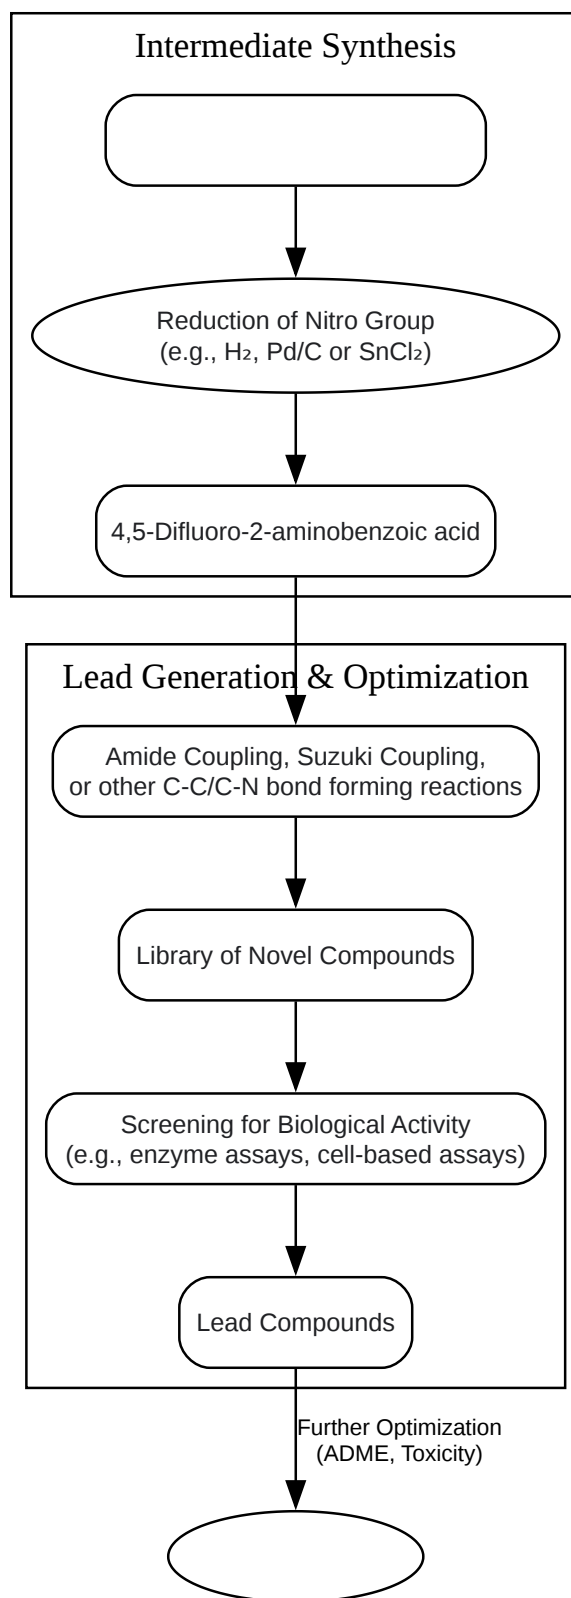 Intermediate Synthesis
Reduction of Nitro Group
(e.g., H₂, Pd/C or SnCl₂)
4,5-Difluoro-2-aminobenzoic acid
Lead Generation & Optimization
Amide Coupling, Suzuki Coupling,
or other C-C/C-N bond forming reactions
Library of Novel Compounds
Screening for Biological Activity
(e.g., enzyme assays, cell-based assays)
Lead Compounds
Further Optimization
(ADME, Toxicity)